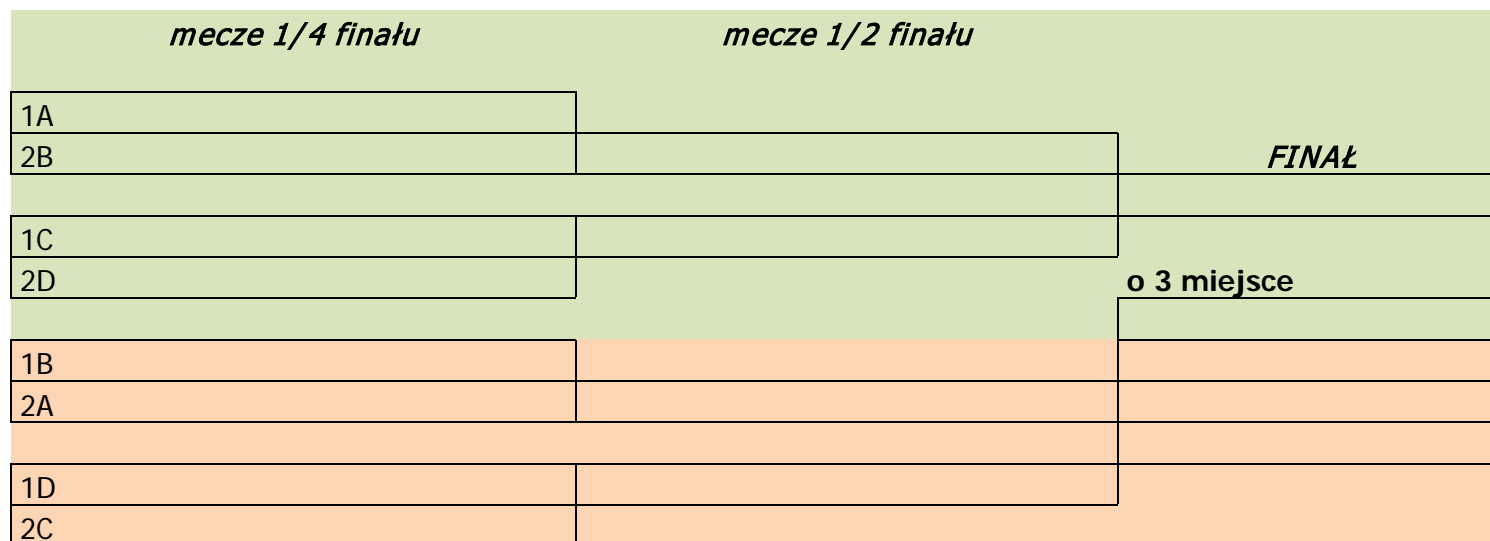 mecze 1/4 finału mecze 1/2 finału
1A
2B FINAŁ
1C
2D o 3 miejsce
1B
2A
1D
2C